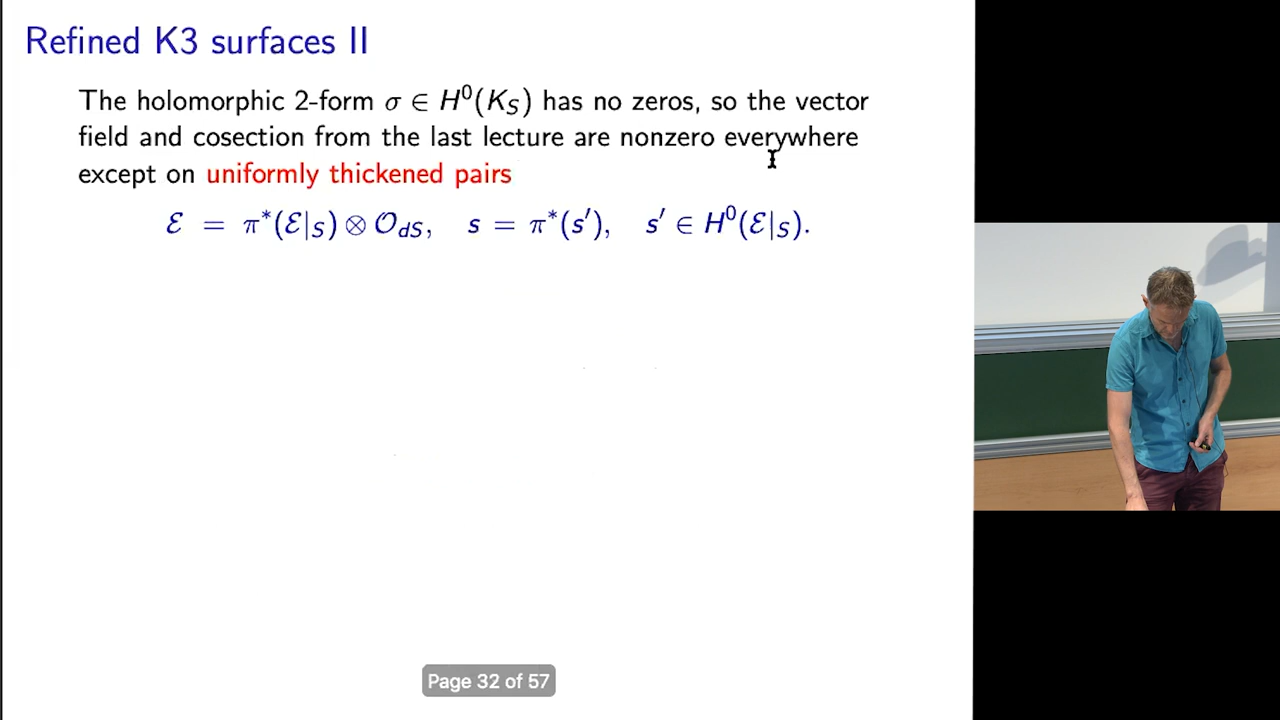 Refined K3 surfaces II
The holomorphic 2-form σ ∈ H⁰(K_S) has no zeros, so the vector
field and cosection from the last lecture are nonzero everywhere
except on uniformly thickened pairs
ℰ = π*(ℰ|_S) ⊗ 𝒪_{dS}, s = π*(s′), s′ ∈ H⁰(ℰ|_S).
Page 32 of 57